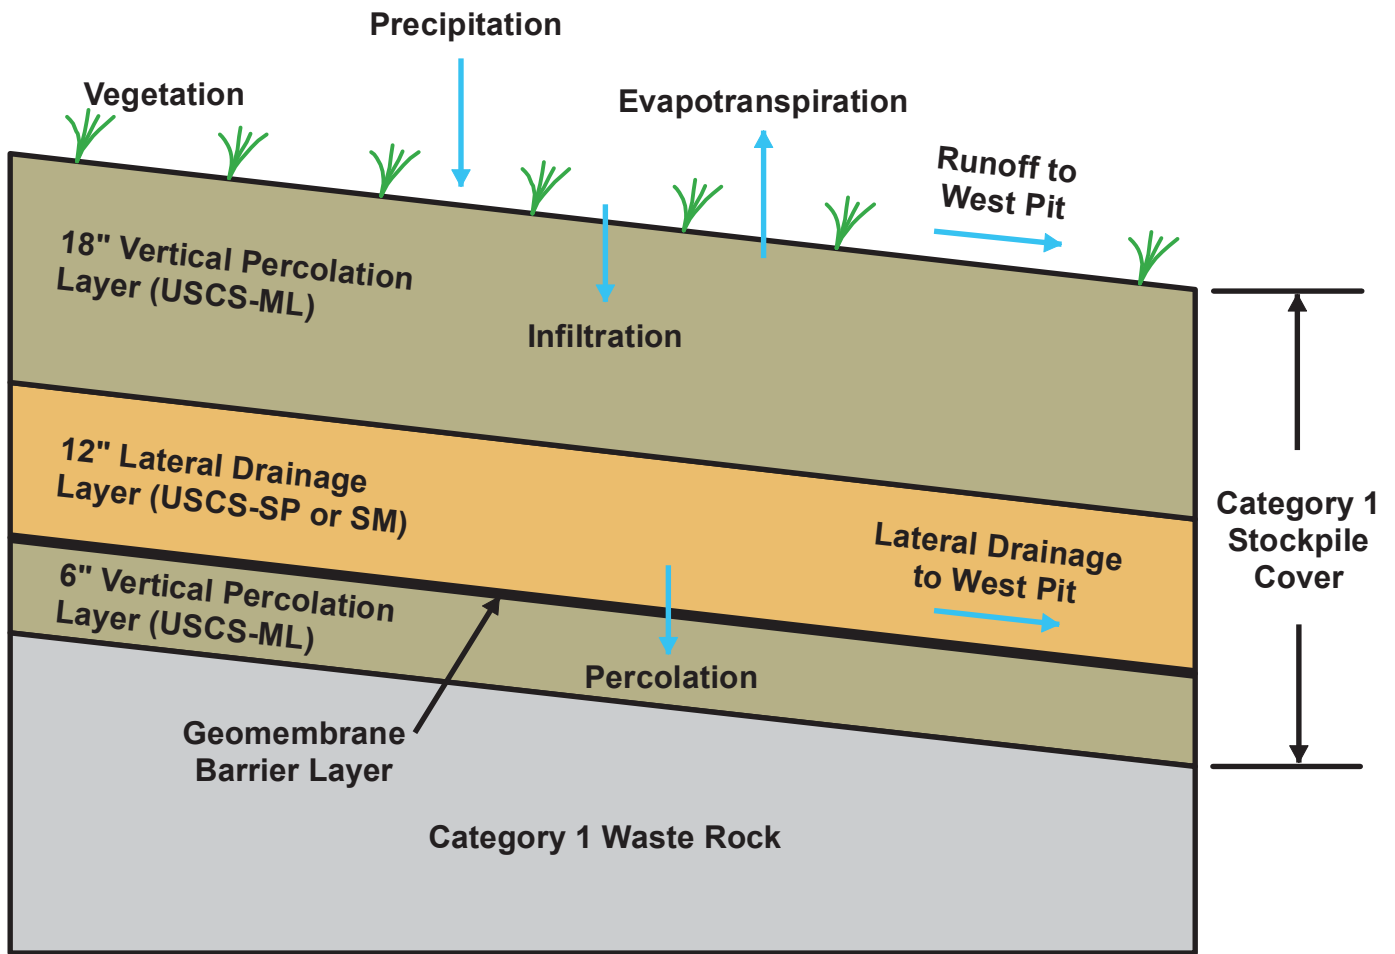 Precipitation
Vegetation
Evapotranspiration
Runoff to
West Pit
18" Vertical Percolation
Layer (USCS-ML)
Infiltration
12" Lateral Drainage
Layer (USCS-SP or SM)
Lateral Drainage
to West Pit
Category 1
Stockpile
Cover
6" Vertical Percolation
Layer (USCS-ML)
Percolation
Geomembrane
Barrier Layer
Category 1 Waste Rock